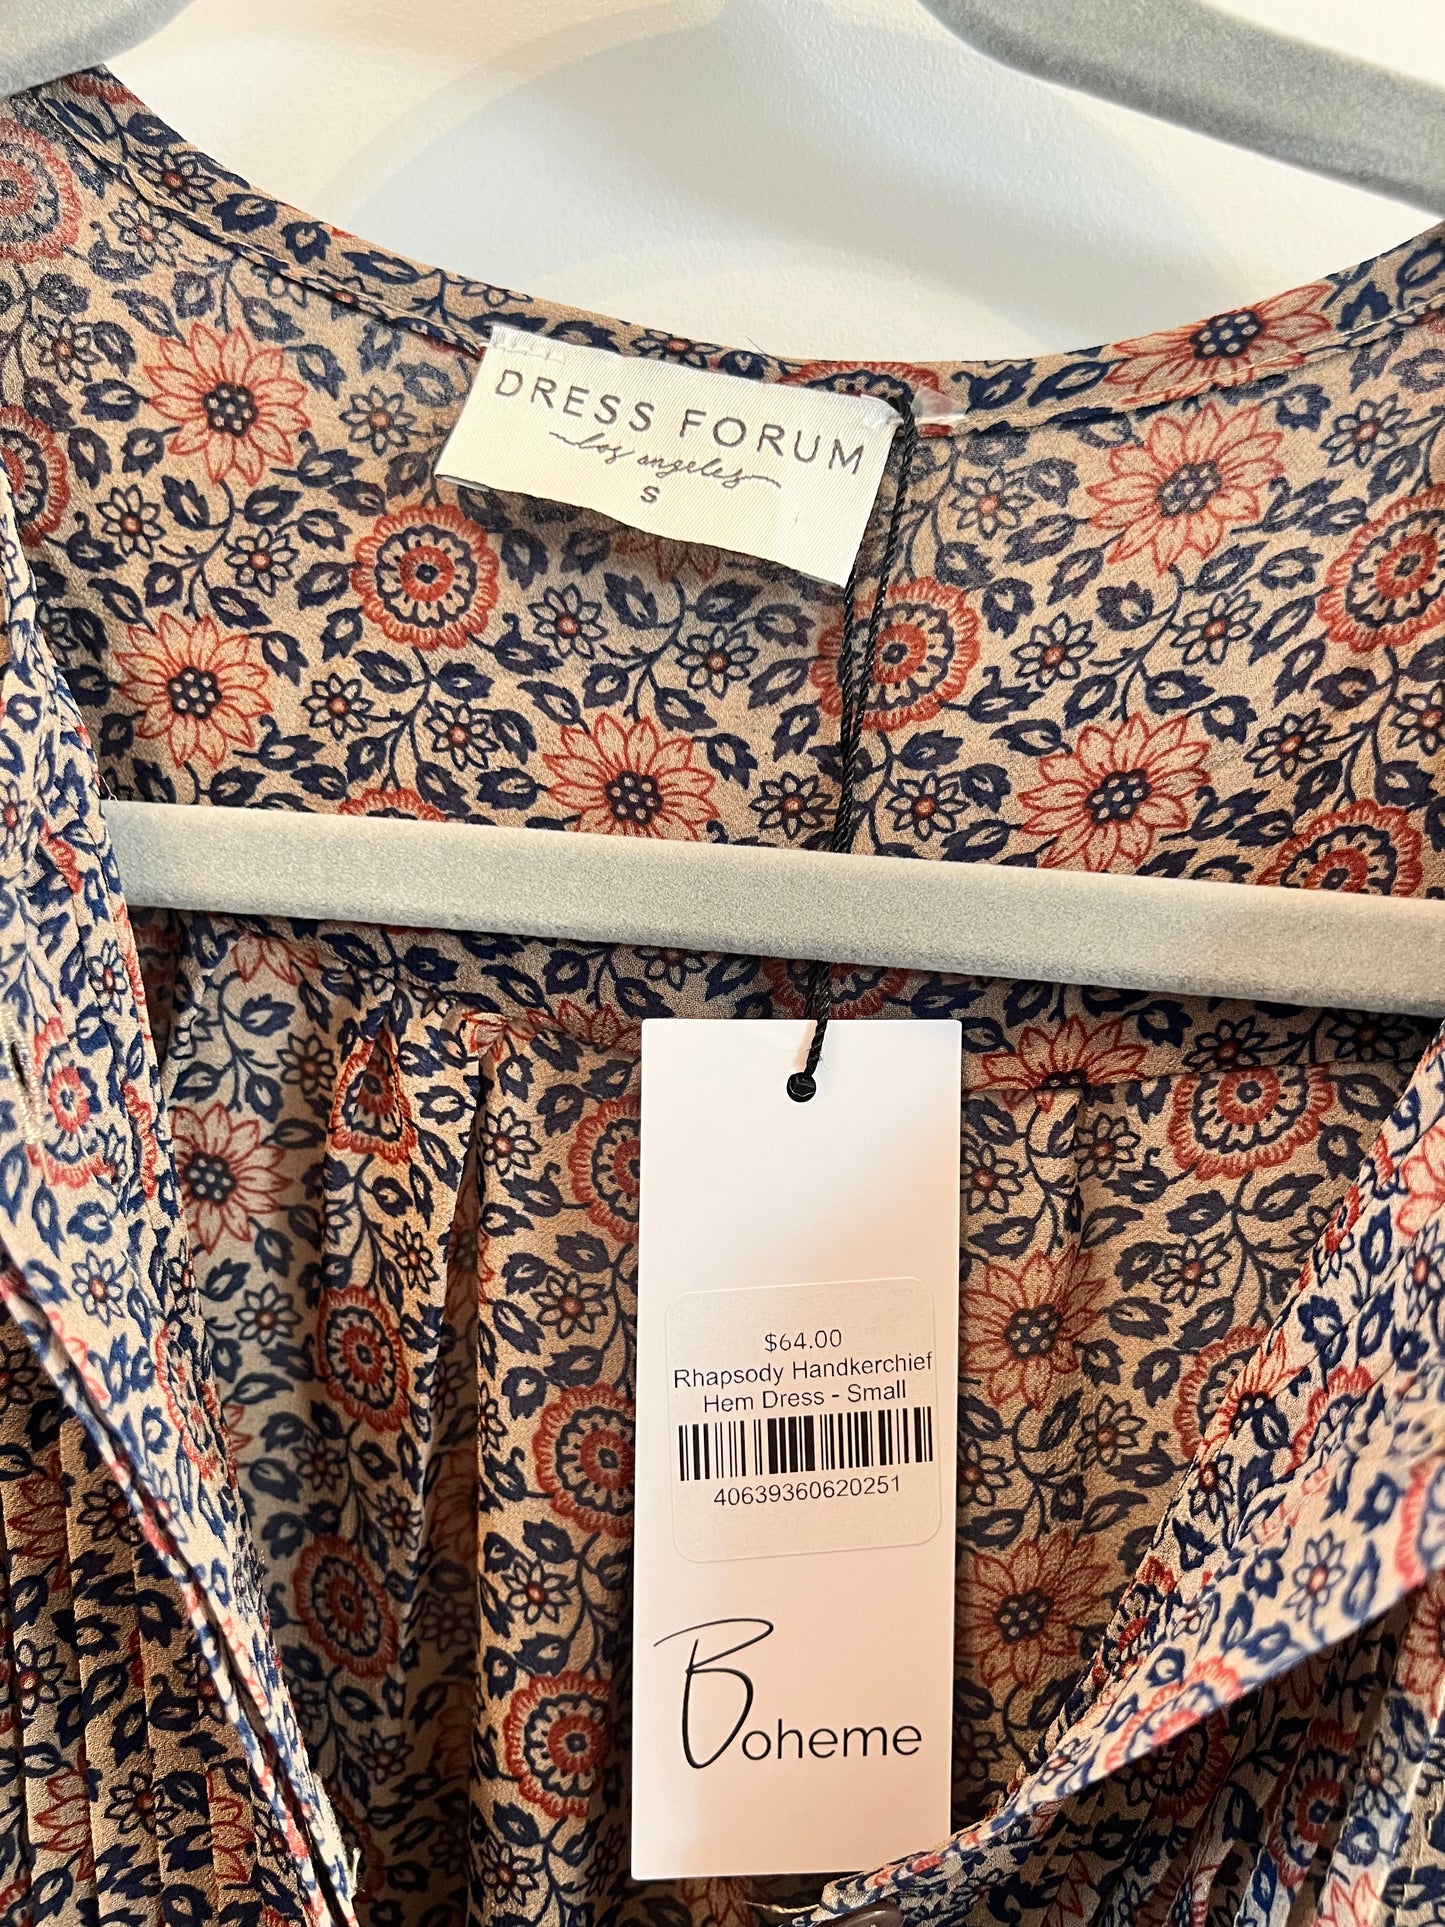 DRESS FORUM
los angeles
S
$64.00
Rhapsody Handkerchief
Hem Dress - Small
40639360620251
Boheme